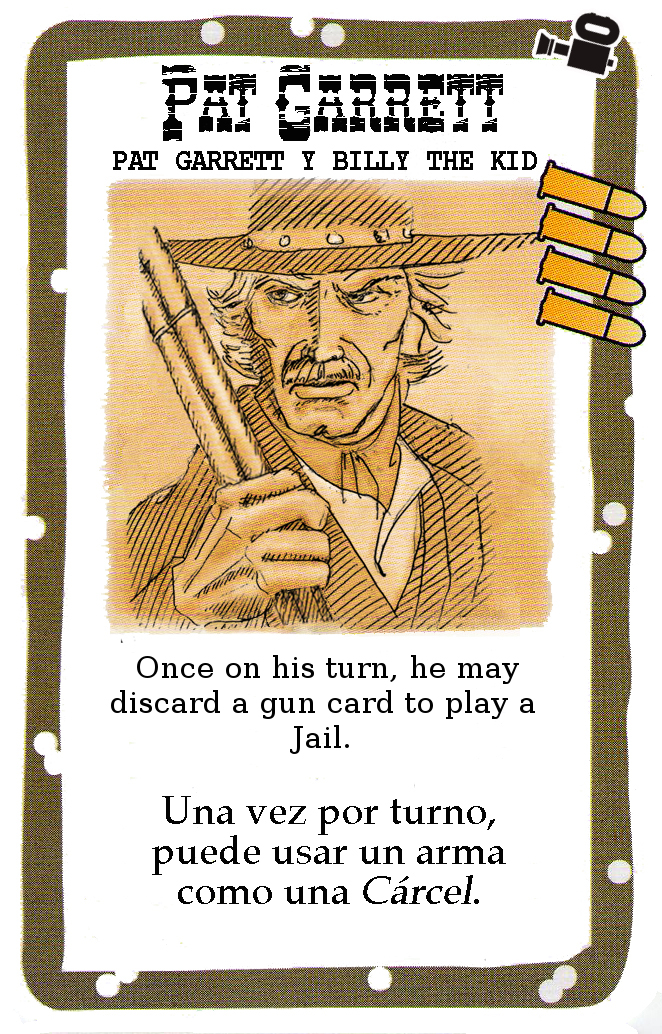 PAT GARRETT
PAT GARRETT Y BILLY THE KID
Once on his turn, he may
discard a gun card to play a
Jail.
Una vez por turno,
puede usar un arma
como una Cárcel.